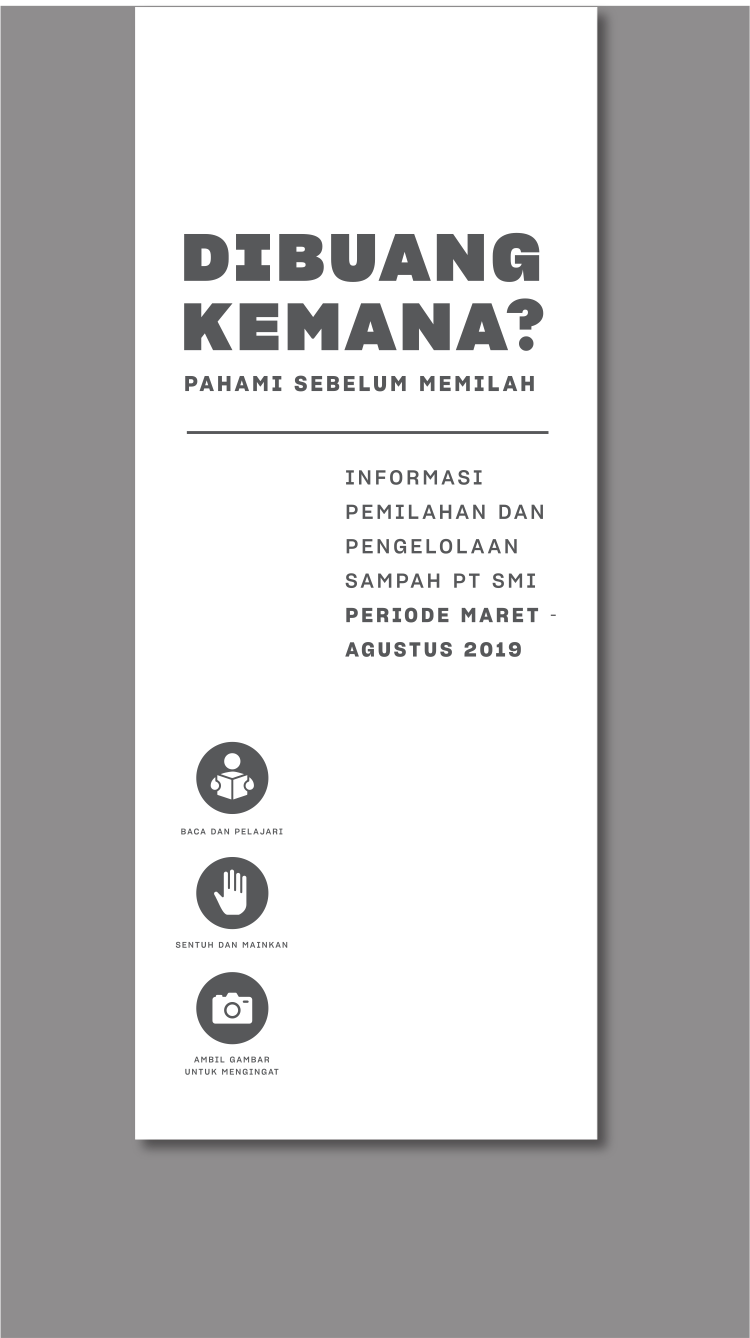 DIBUANG
KEMANA?
PAHAMI SEBELUM MEMILAH
INFORMASI
PEMILAHAN DAN
PENGELOLAAN
SAMPAH PT SMI
PERIODE MARET -
AGUSTUS 2019
BACA DAN PELAJARI
SENTUH DAN MAINKAN
AMBIL GAMBAR
UNTUK MENGINGAT